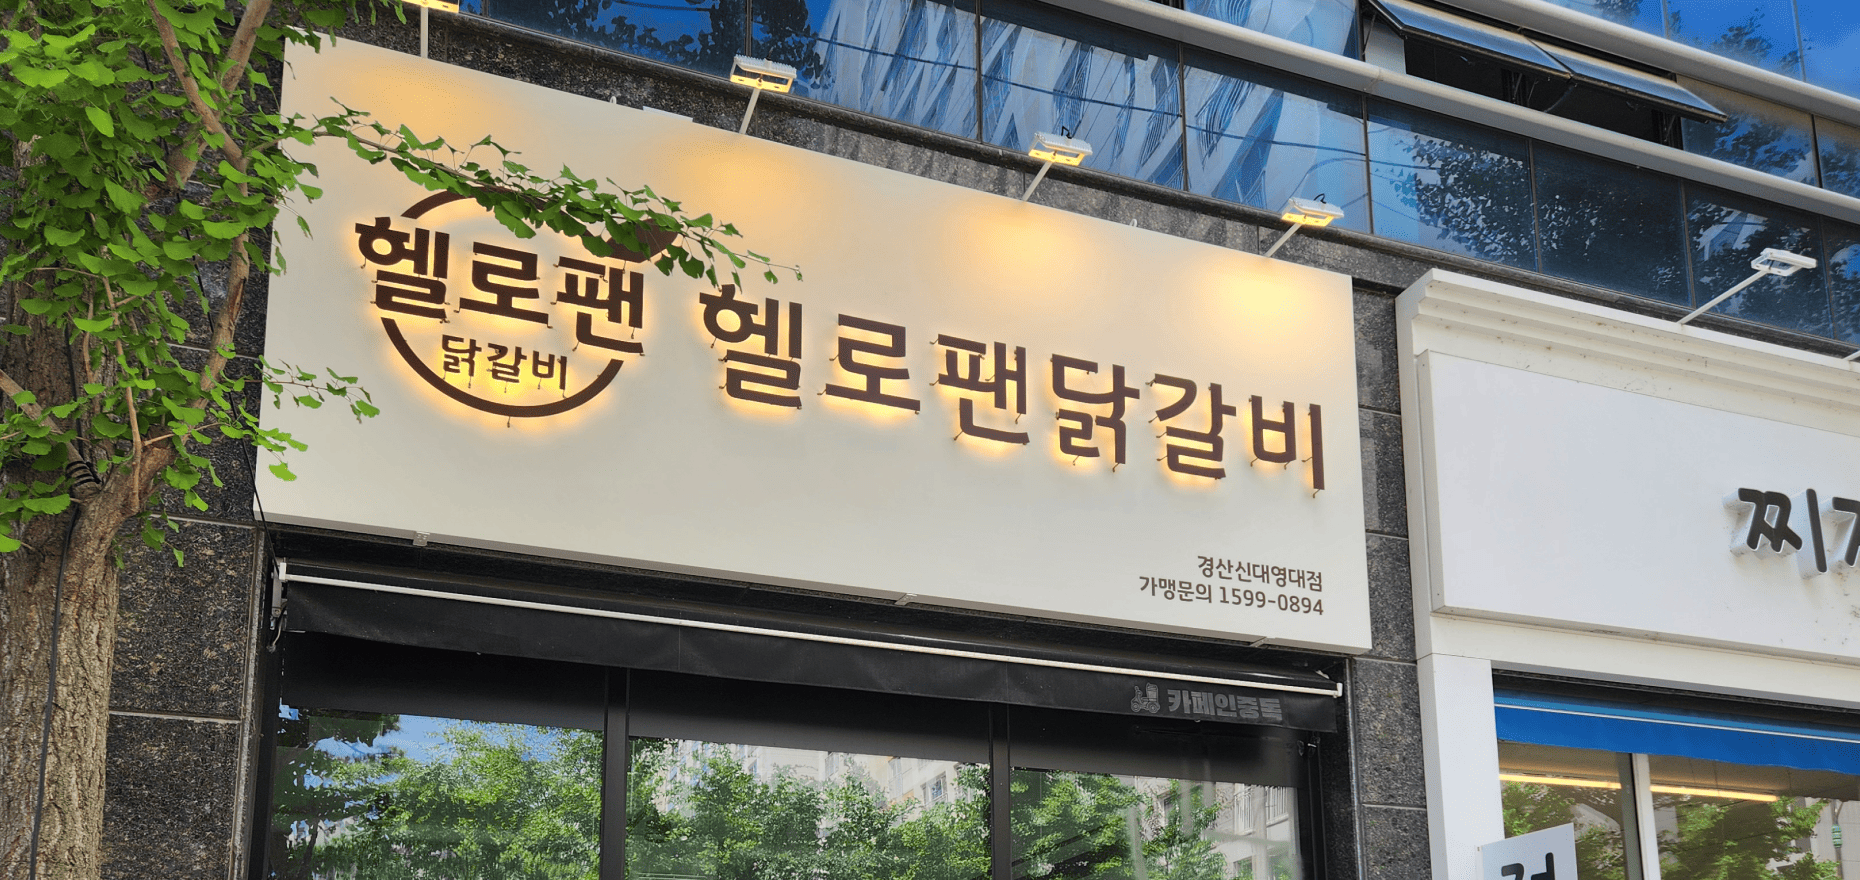 헬로팬
닭갈비
헬로팬닭갈비
경산신대영대점
가맹문의 1599-0894
카페인중독
찌